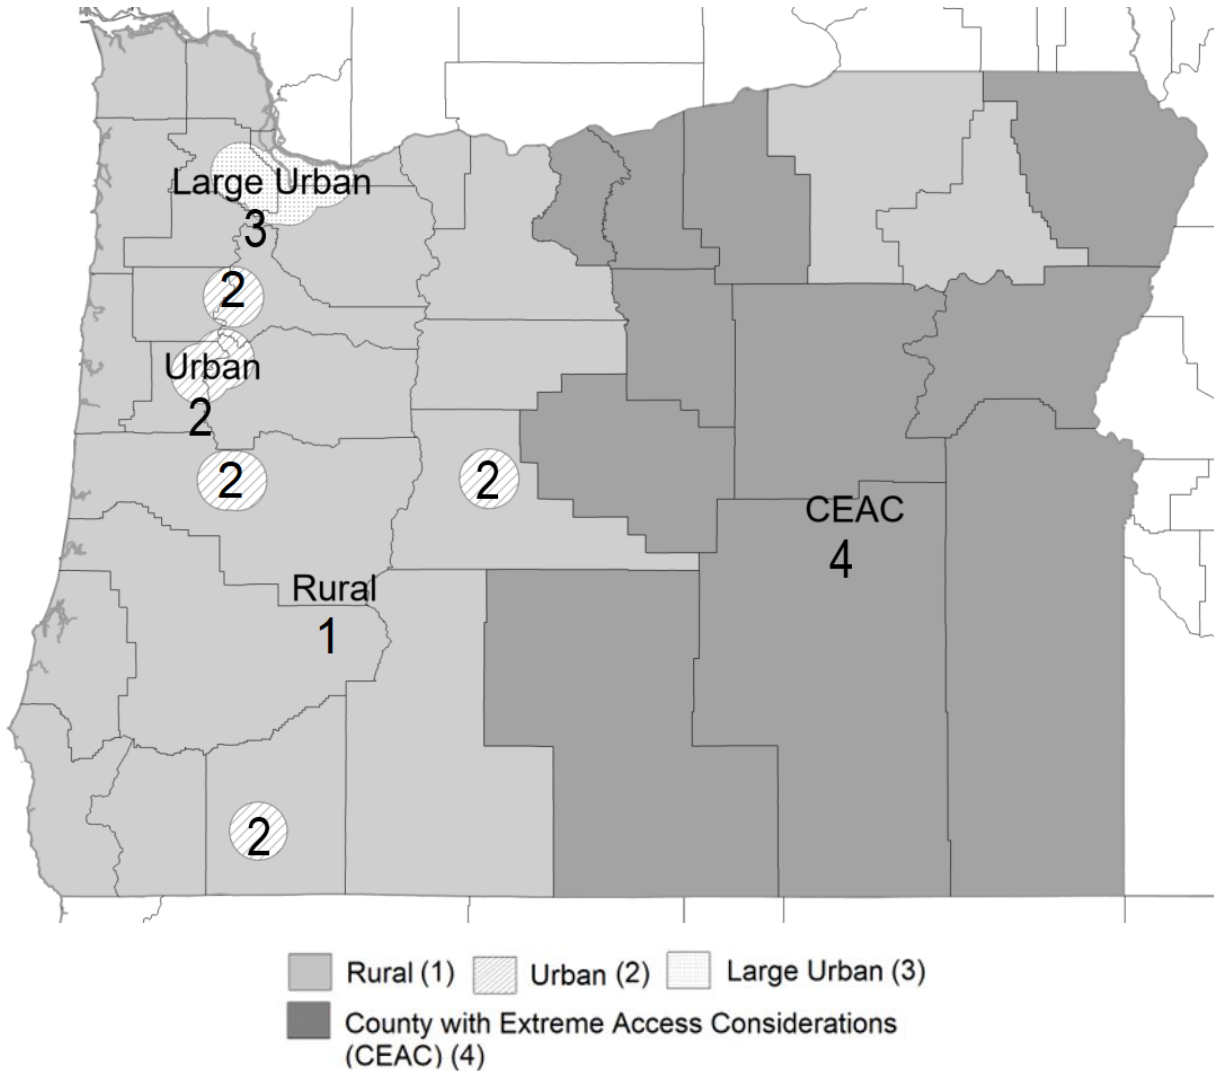 Large Urban
3
2
Urban
2
2
2
CEAC
4
Rural
1
2
Rural (1)
Urban (2)
Large Urban (3)
County with Extreme Access Considerations
(CEAC) (4)